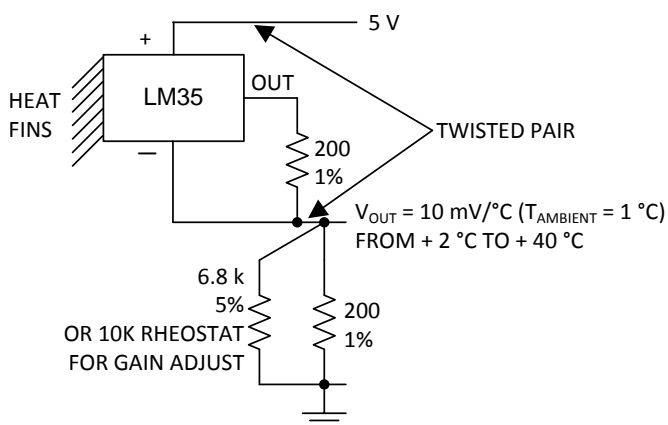 5 V
+
LM35
OUT
HEAT
FINS
TWISTED PAIR
−
200
1%
V_OUT = 10 mV/°C (T_AMBIENT = 1 °C)
FROM + 2 °C TO + 40 °C
6.8 k
5%
OR 10K RHEOSTAT
FOR GAIN ADJUST
200
1%